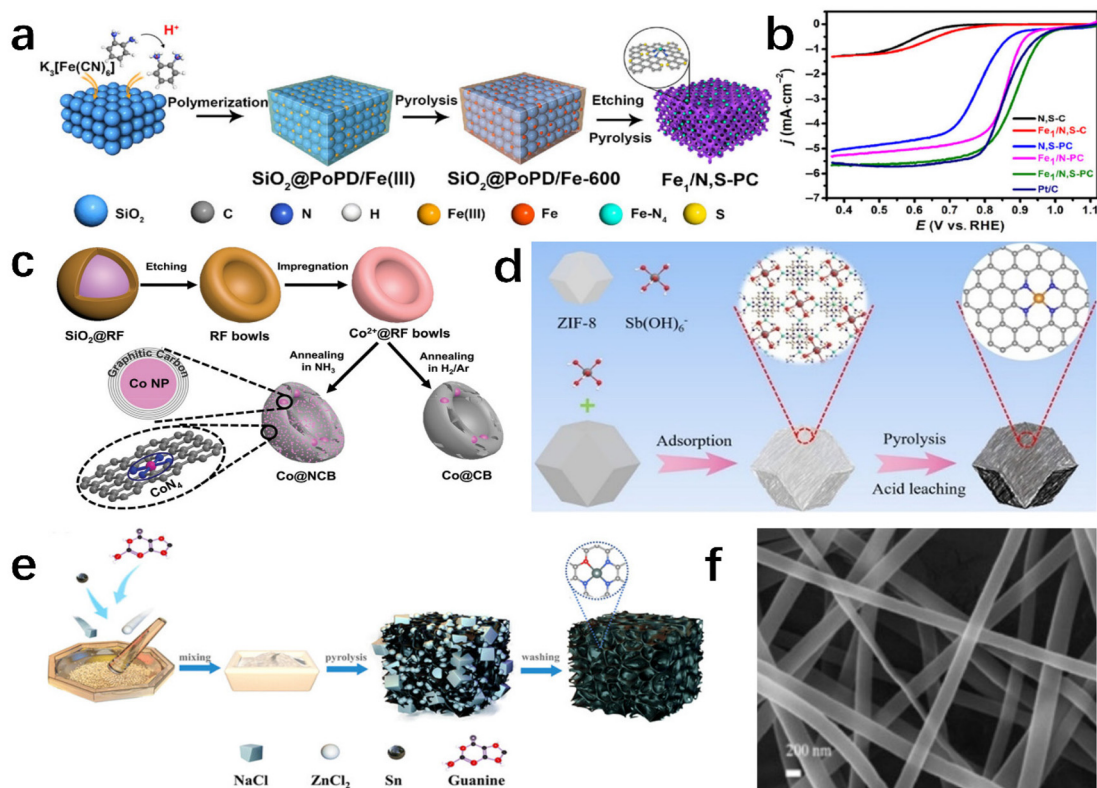 a
H⁺
K₃[Fe(CN)₆]
Polymerization
Pyrolysis
Etching
Pyrolysis
SiO₂@PoPD/Fe(III)
SiO₂@PoPD/Fe-600
Fe₁/N,S-PC
SiO₂
C
N
H
Fe(III)
Fe
Fe-N₄
S
b
j (mA·cm⁻²)
0
−1
−2
−3
−4
−5
−6
−7
N,S-C
Fe₁/N,S-C
N,S-PC
Fe₁/N-PC
Fe₁/N,S-PC
Pt/C
0.4 0.5 0.6 0.7 0.8 0.9 1.0 1.1
E (V vs. RHE)
c
Etching
Impregnation
SiO₂@RF
RF bowls
Co²⁺@RF bowls
Graphitic Carbon
Co NP
Annealing
in NH₃
Annealing
in H₂/Ar
CoN₄
Co@NCB
Co@CB
d
ZIF-8
Sb(OH)₆⁻
+
Adsorption
Pyrolysis
Acid leaching
e
mixing
pyrolysis
washing
NaCl
ZnCl₂
Sn
Guanine
f
200 nm